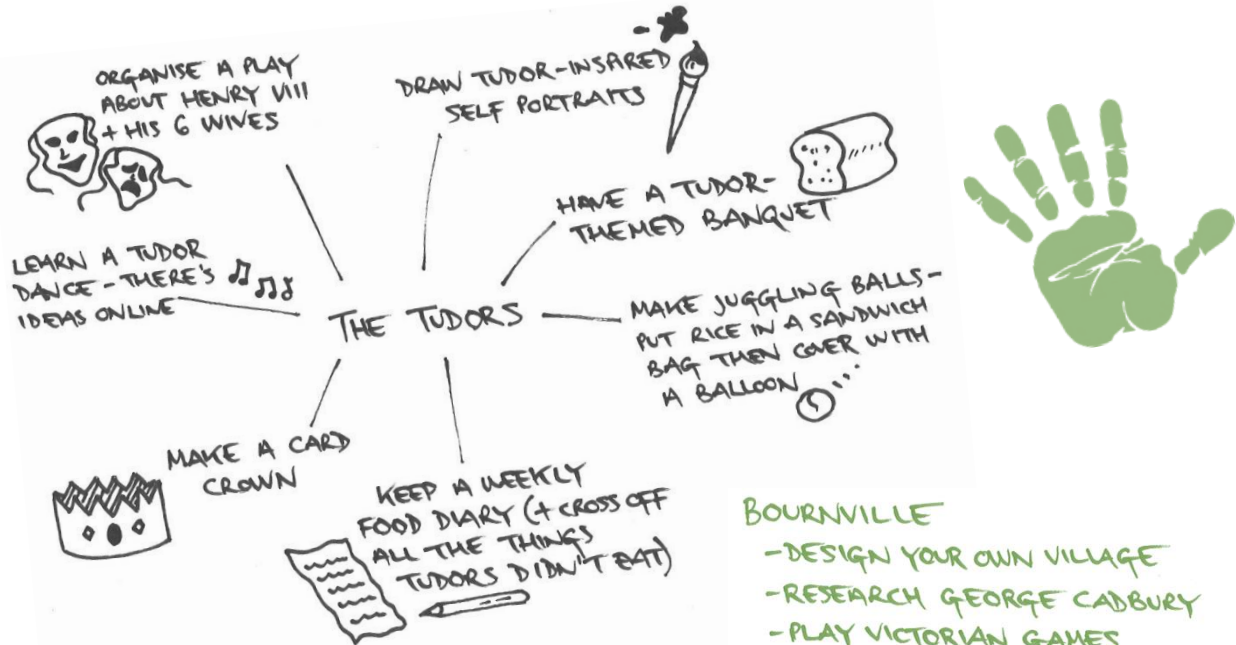 ORGANISE A PLAY
ABOUT HENRY VIII
+ HIS 6 WIVES
DRAW TUDOR-INSPIRED
SELF PORTRAITS
HAVE A TUDOR-
THEMED BANQUET
LEARN A TUDOR
DANCE - THERE'S
IDEAS ONLINE
THE TUDORS
MAKE JUGGLING BALLS -
PUT RICE IN A SANDWICH
BAG THEN COVER WITH
A BALLOON
MAKE A CARD
CROWN
KEEP A WEEKLY
FOOD DIARY (+ CROSS OFF
ALL THE THINGS
TUDORS DIDN'T EAT)
BOURNVILLE
- DESIGN YOUR OWN VILLAGE
- RESEARCH GEORGE CADBURY
- PLAY VICTORIAN GAMES